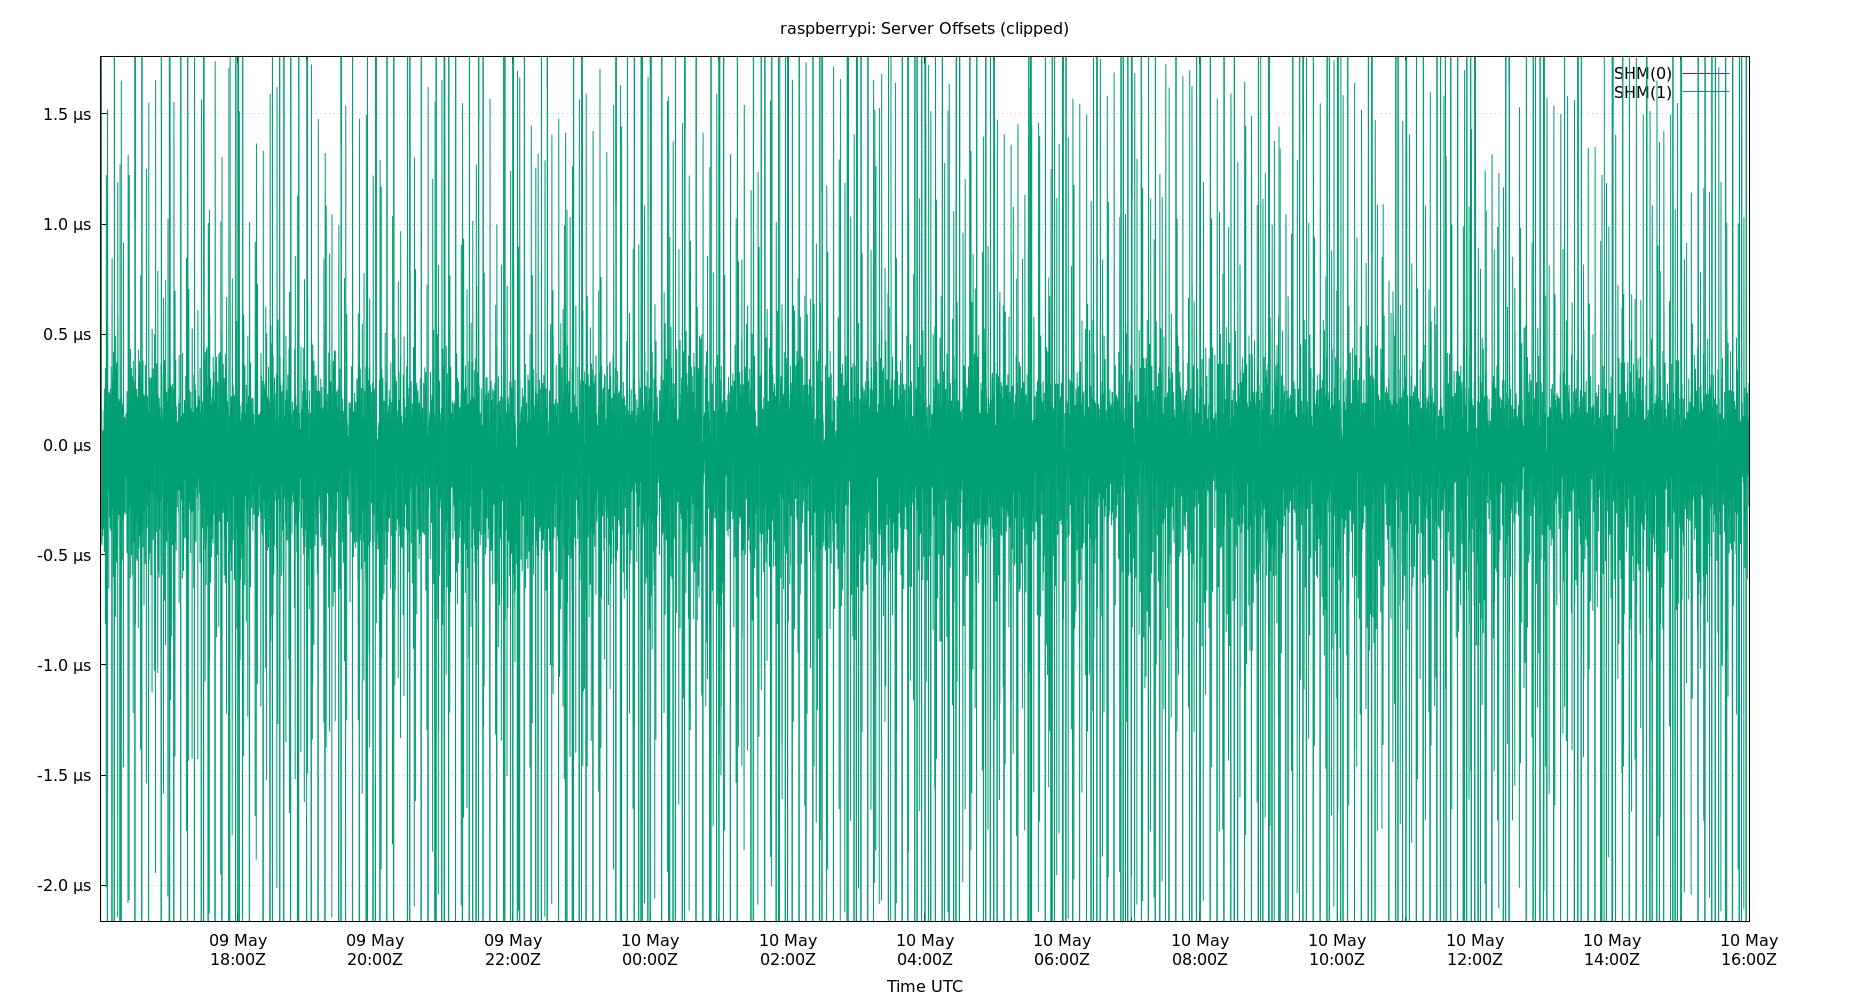 raspberrypi: Server Offsets (clipped)
SHM(0)
SHM(1)
1.5 µs
1.0 µs
0.5 µs
0.0 µs
-0.5 µs
-1.0 µs
-1.5 µs
-2.0 µs
09 May 09 May 09 May 10 May 10 May 10 May 10 May 10 May 10 May 10 May 10 May 10 May
18:00Z 20:00Z 22:00Z 00:00Z 02:00Z 04:00Z 06:00Z 08:00Z 10:00Z 12:00Z 14:00Z 16:00Z
Time UTC